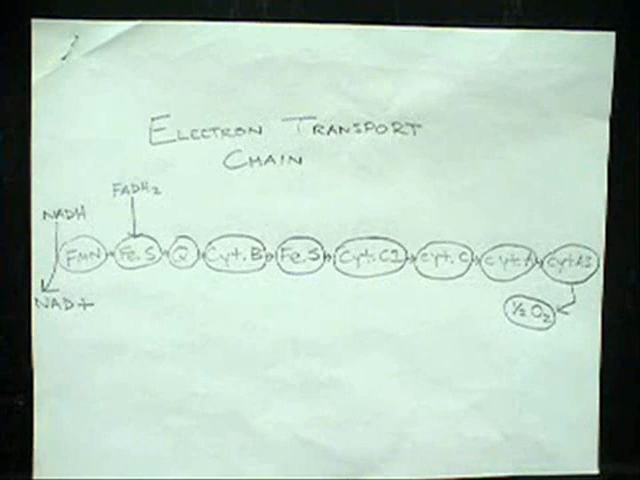 ELECTRON TRANSPORT
CHAIN
FADH2
NADH
FMN Fe.S Q Cyt. B Fe.S Cyt. C1 Cyt. C Cyt. A Cyt A3
NAD+
½ O2